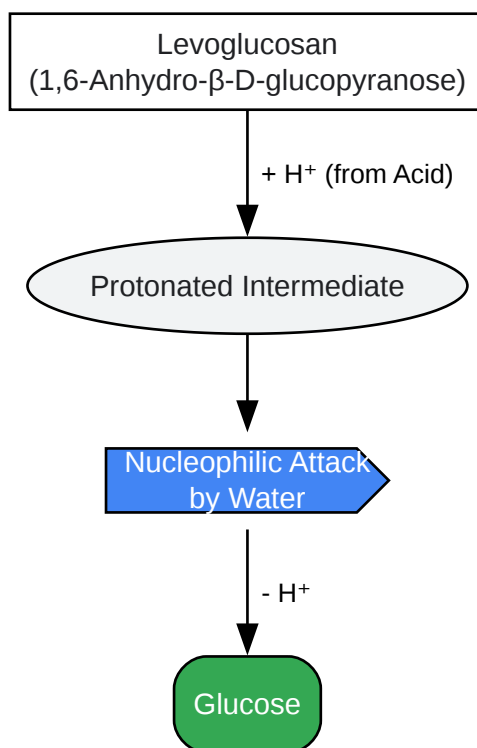 Levoglucosan
(1,6-Anhydro-β-D-glucopyranose)
+ H⁺ (from Acid)
Protonated Intermediate
Nucleophilic Attack
by Water
- H⁺
Glucose